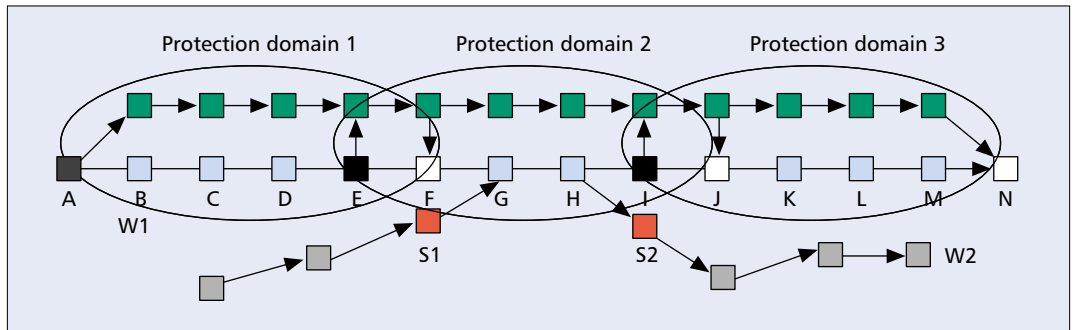 Protection domain 1 Protection domain 2 Protection domain 3
A B C D E F G H I J K L M N
W1
S1 S2 W2